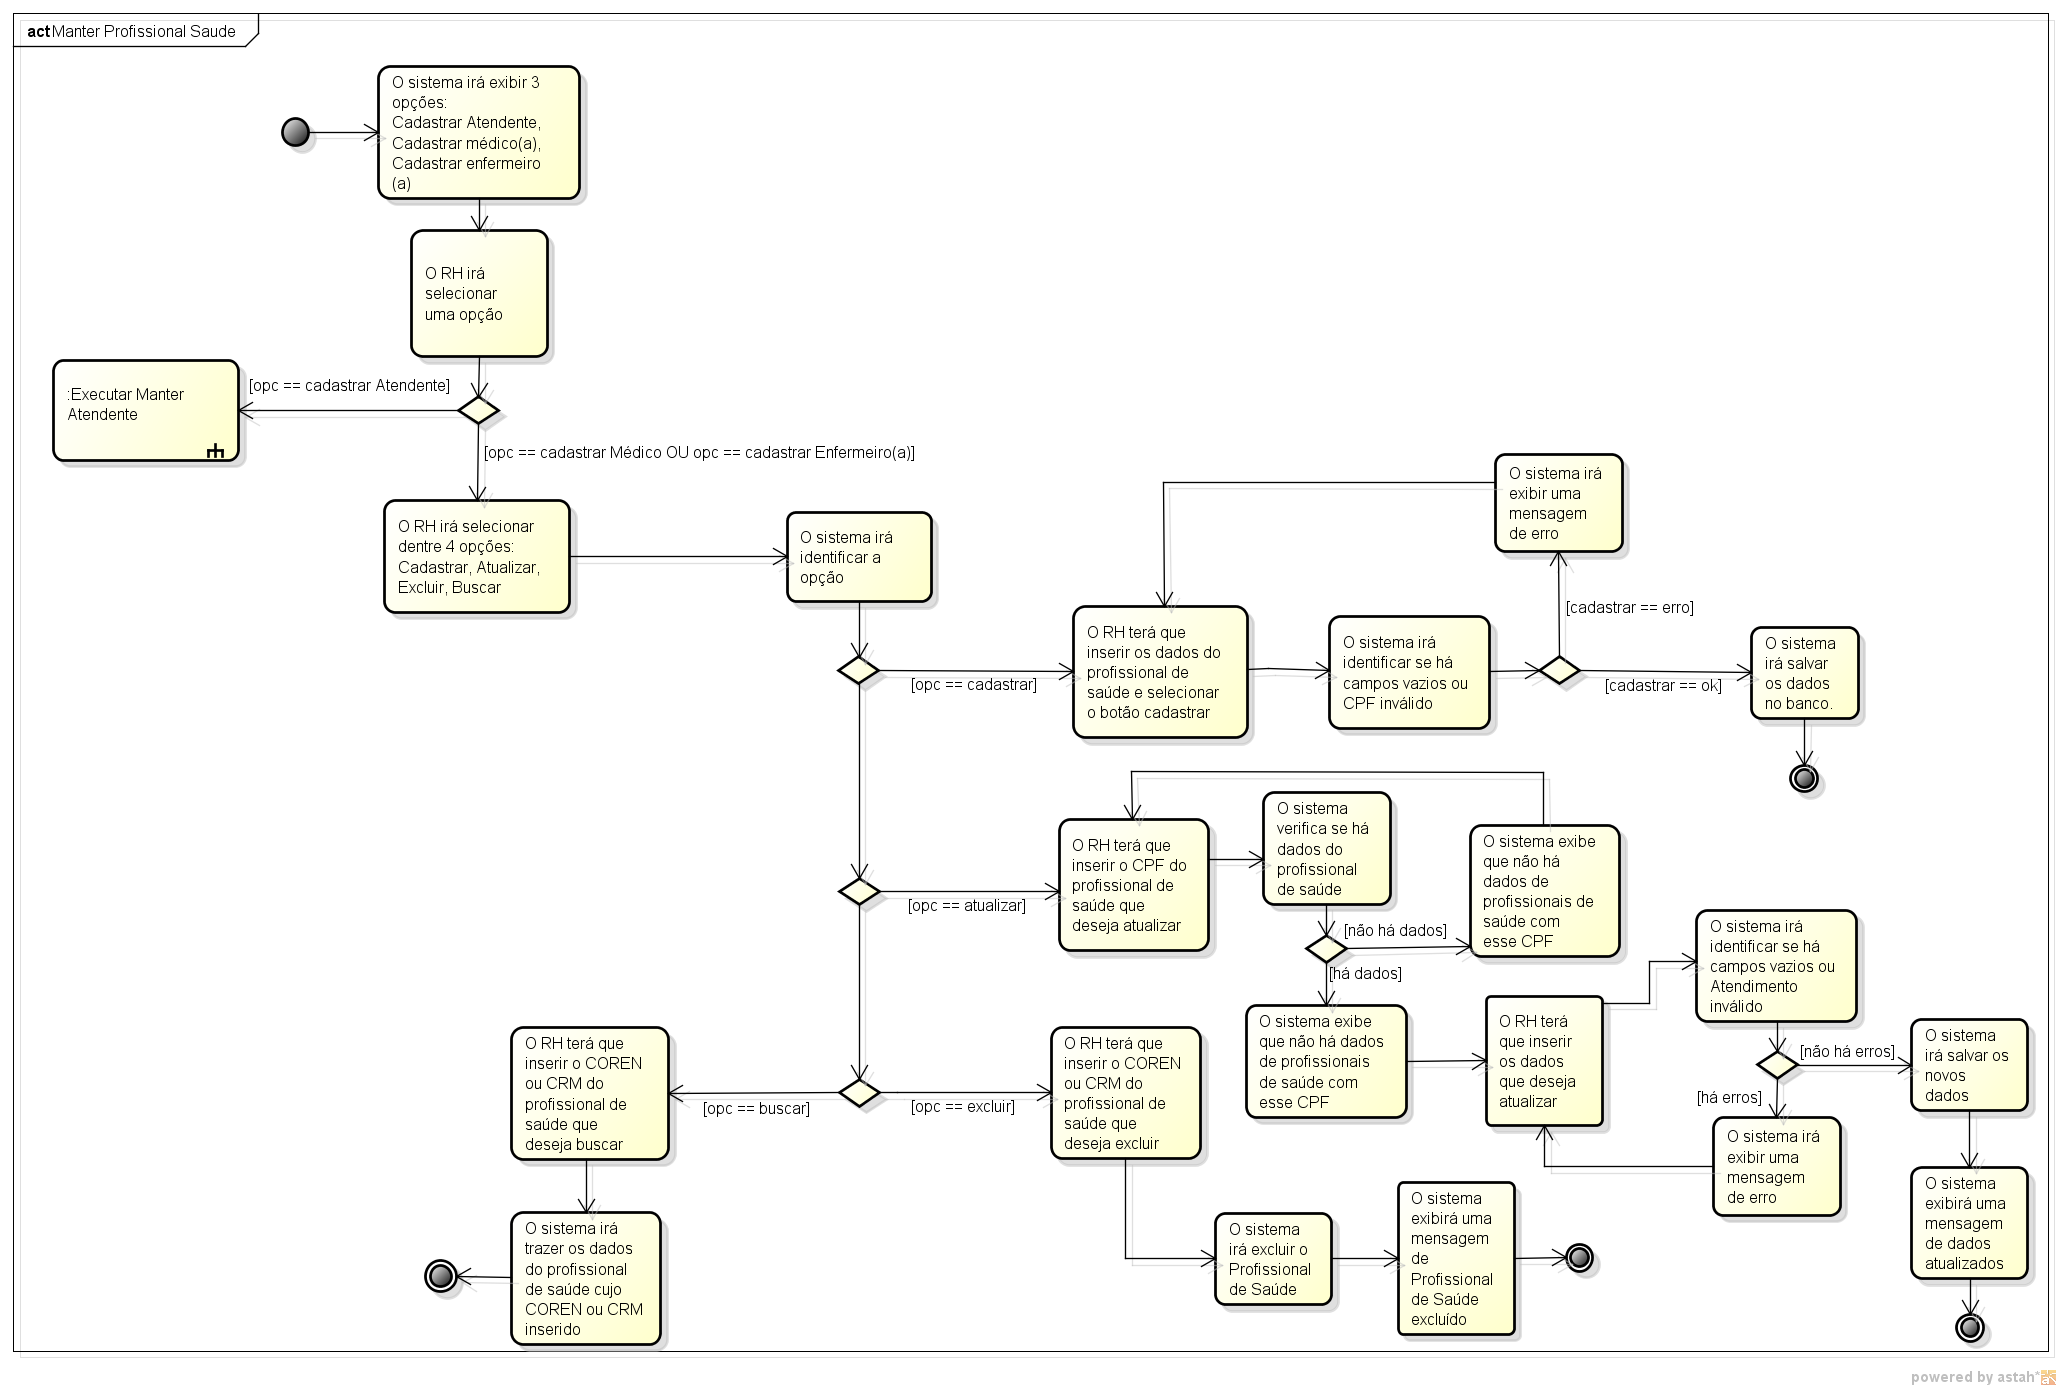 act Manter Profissional Saude
O sistema irá exibir 3
opções:
Cadastrar Atendente,
Cadastrar médico(a),
Cadastrar enfermeiro
(a)
O RH irá
selecionar
uma opção
:Executar Manter
Atendente
[opc == cadastrar Atendente]
[opc == cadastrar Médico OU opc == cadastrar Enfermeiro(a)]
O RH irá selecionar
dentre 4 opções:
Cadastrar, Atualizar,
Excluir, Buscar
O sistema irá
identificar a
opção
[opc == cadastrar]
O RH terá que
inserir os dados do
profissional de
saúde e selecionar
o botão cadastrar
O sistema irá
identificar se há
campos vazios ou
CPF inválido
O sistema irá
exibir uma
mensagem
de erro
[cadastrar == erro]
[cadastrar == ok]
O sistema
irá salvar
os dados
no banco.
[opc == atualizar]
O RH terá que
inserir o CPF do
profissional de
saúde que
deseja atualizar
O sistema
verifica se há
dados do
profissional
de saúde
[não há dados]
O sistema exibe
que não há
dados de
profissionais de
saúde com
esse CPF
[há dados]
O sistema exibe
que não há dados
de profissionais
de saúde com
esse CPF
O RH terá
que inserir
os dados
que deseja
atualizar
O sistema irá
identificar se há
campos vazios ou
Atendimento
inválido
[não há erros]
[há erros]
O sistema irá
exibir uma
mensagem
de erro
O sistema
irá salvar os
novos
dados
O sistema
exibirá uma
mensagem
de dados
atualizados
[opc == buscar]
O RH terá que
inserir o COREN
ou CRM do
profissional de
saúde que
deseja buscar
O sistema irá
trazer os dados
do profissional
de saúde cujo
COREN ou CRM
inserido
[opc == excluir]
O RH terá que
inserir o COREN
ou CRM do
profissional de
saúde que
deseja excluir
O sistema
irá excluir o
Profissional
de Saúde
O sistema
exibirá uma
mensagem
de
Profissional
de Saúde
excluído
powered by astah*